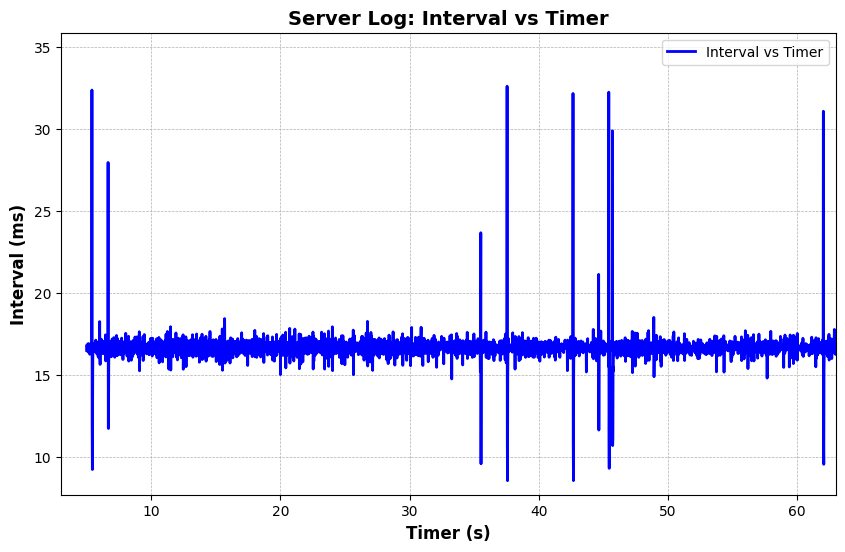 Server Log: Interval vs Timer
Interval vs Timer
35
30
25
20
15
10
Interval (ms)
10 20 30 40 50 60
Timer (s)